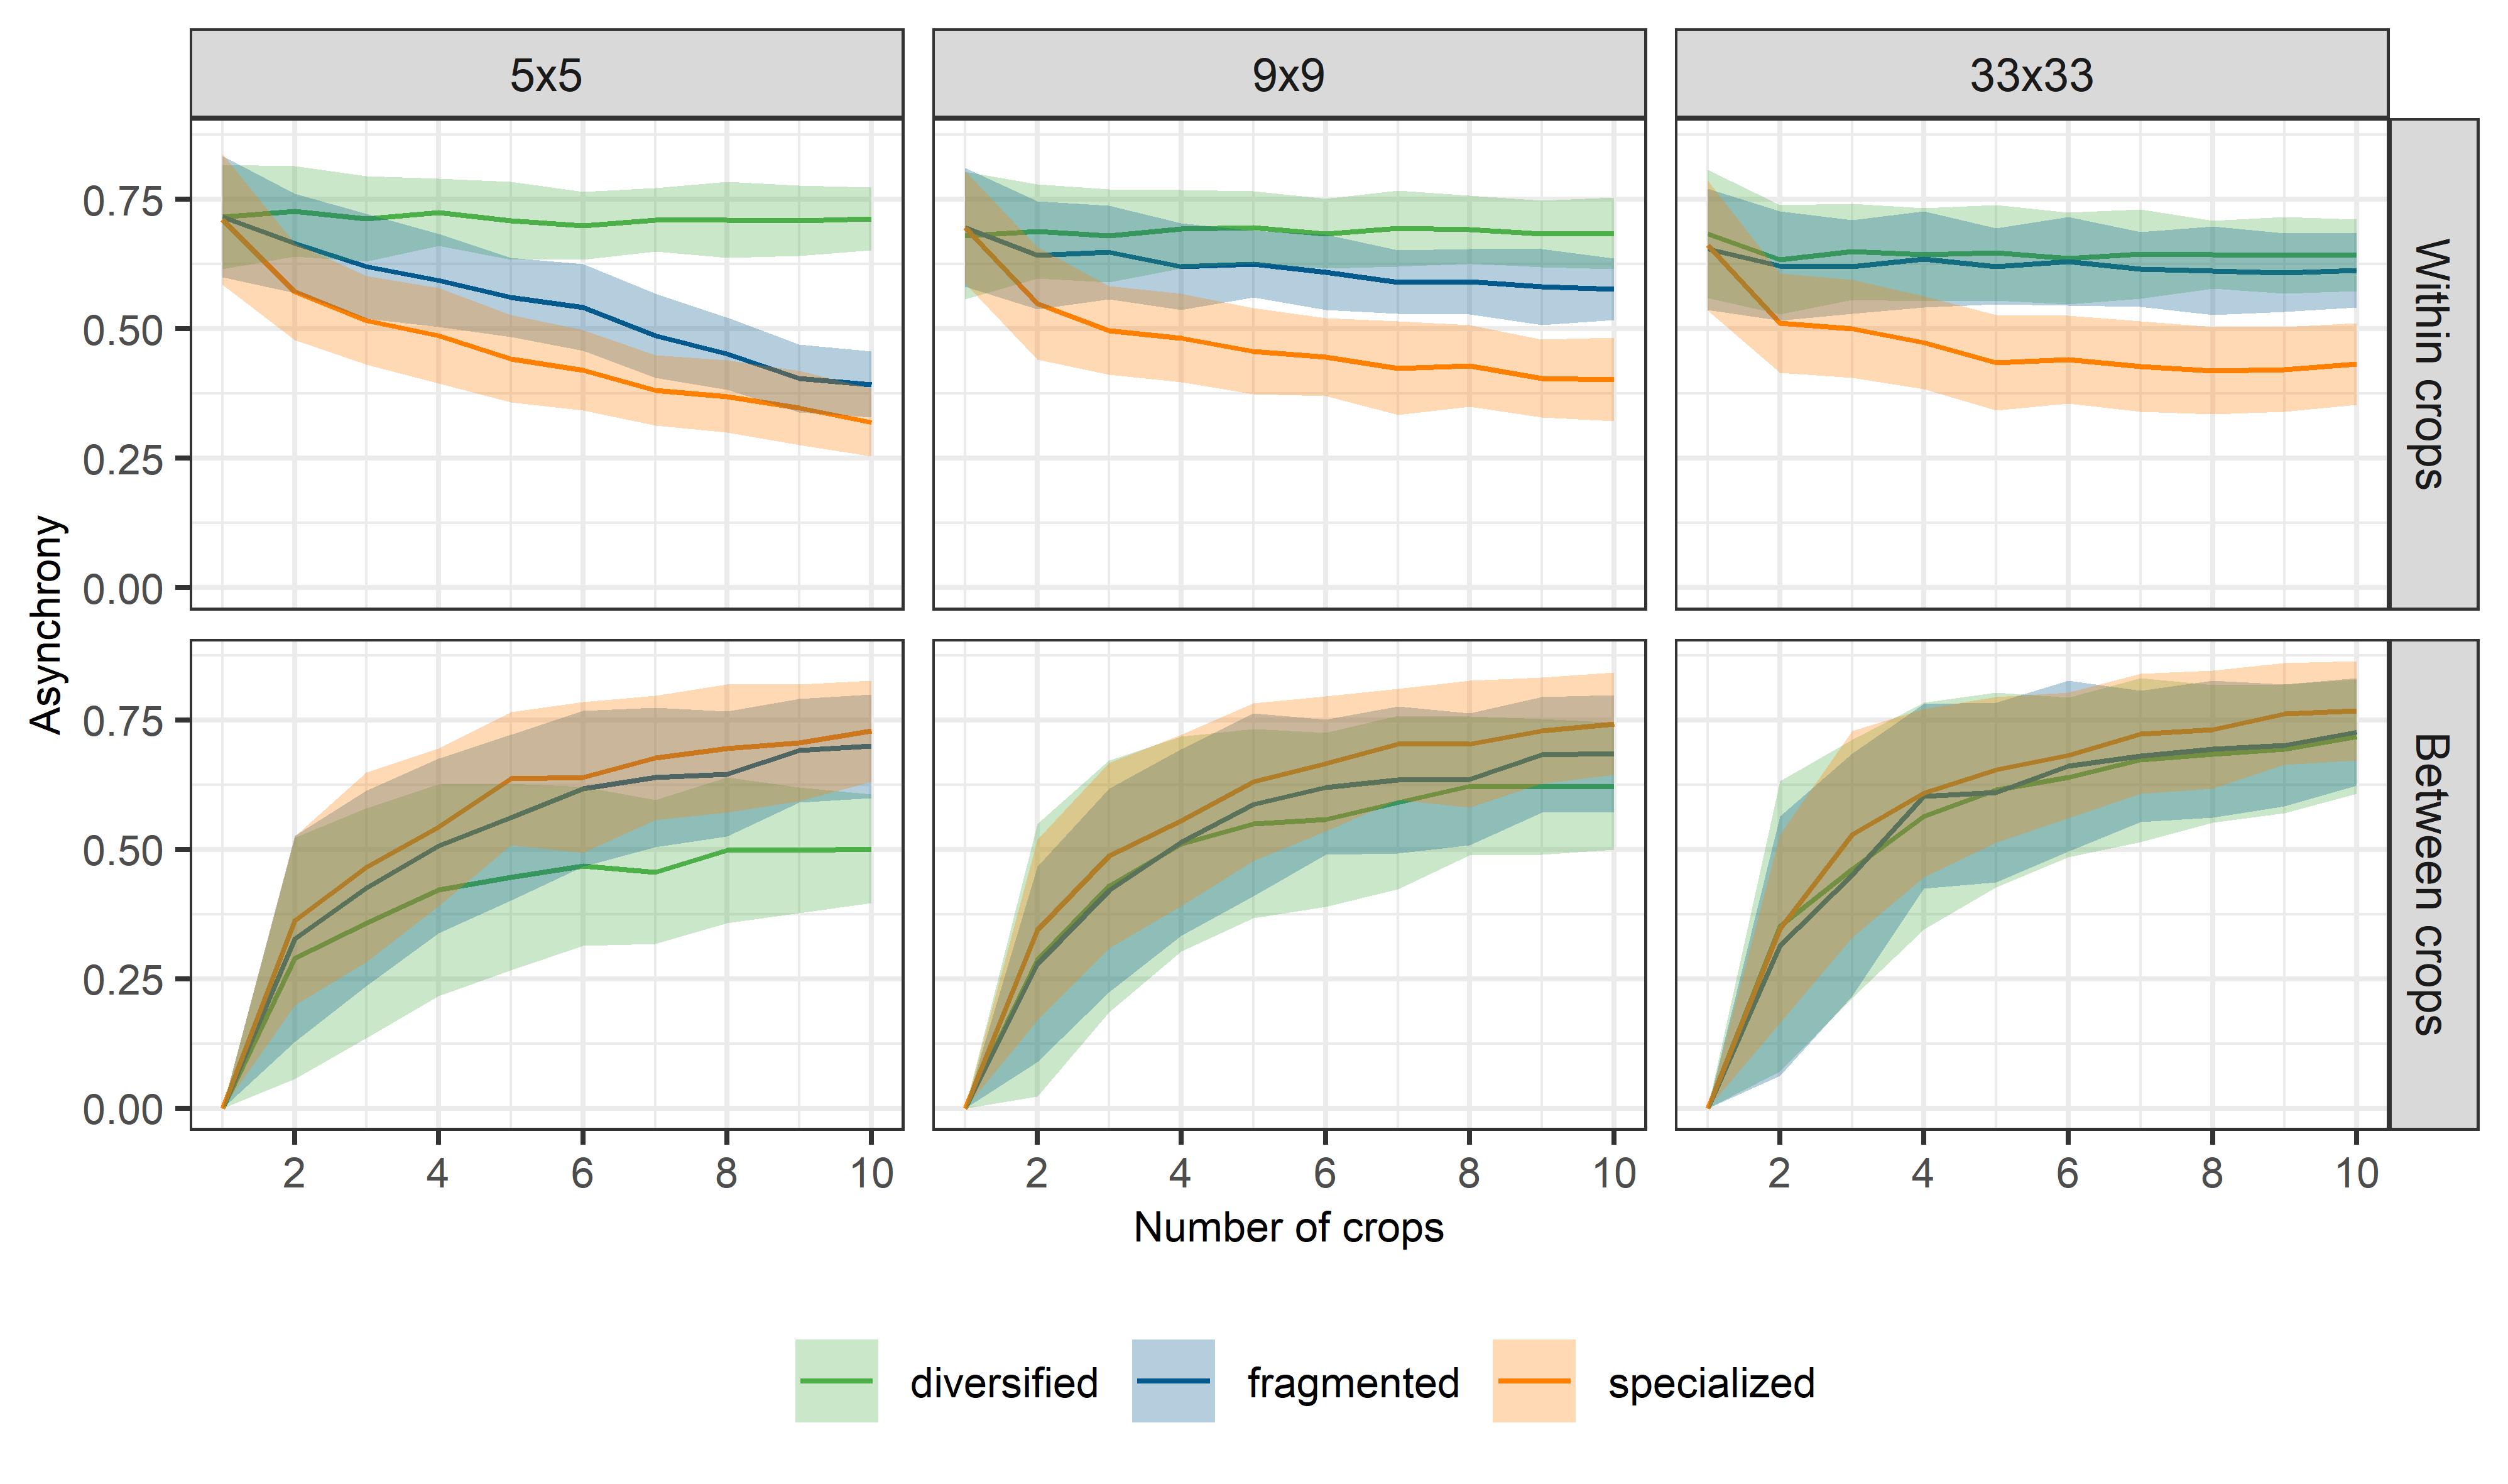 5x5 9x9 33x33
Asynchrony
0.75
0.50
0.25
0.00
Within crops
0.75
0.50
0.25
0.00
Between crops
2 4 6 8 10 2 4 6 8 10 2 4 6 8 10
Number of crops
diversified fragmented specialized